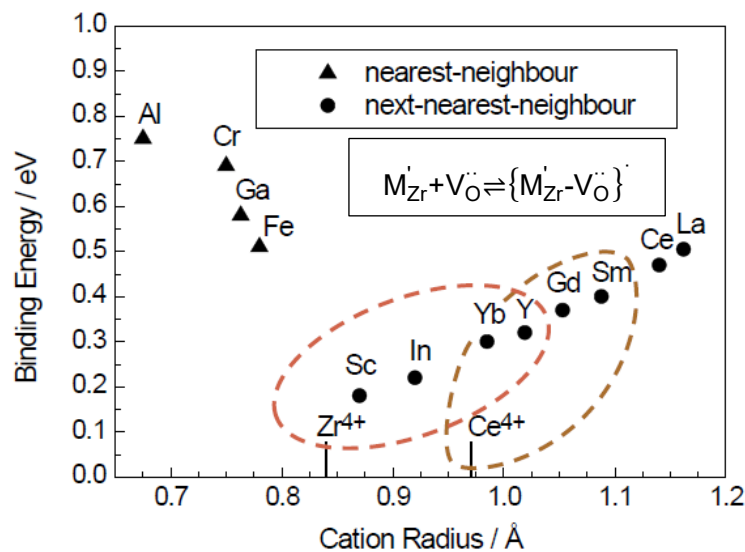 1.0
0.9
0.8
0.7
0.6
0.5
0.4
0.3
0.2
0.1
0.0
Binding Energy / eV
▲ nearest-neighbour
● next-nearest-neighbour
M'Zr+VO¨⇌{M'Zr-VO¨}˙
Al
Cr
Ga
Fe
Sc
In
Yb
Y
Gd
Sm
Ce
La
Zr⁴⁺
Ce⁴⁺
0.7 0.8 0.9 1.0 1.1 1.2
Cation Radius / Å